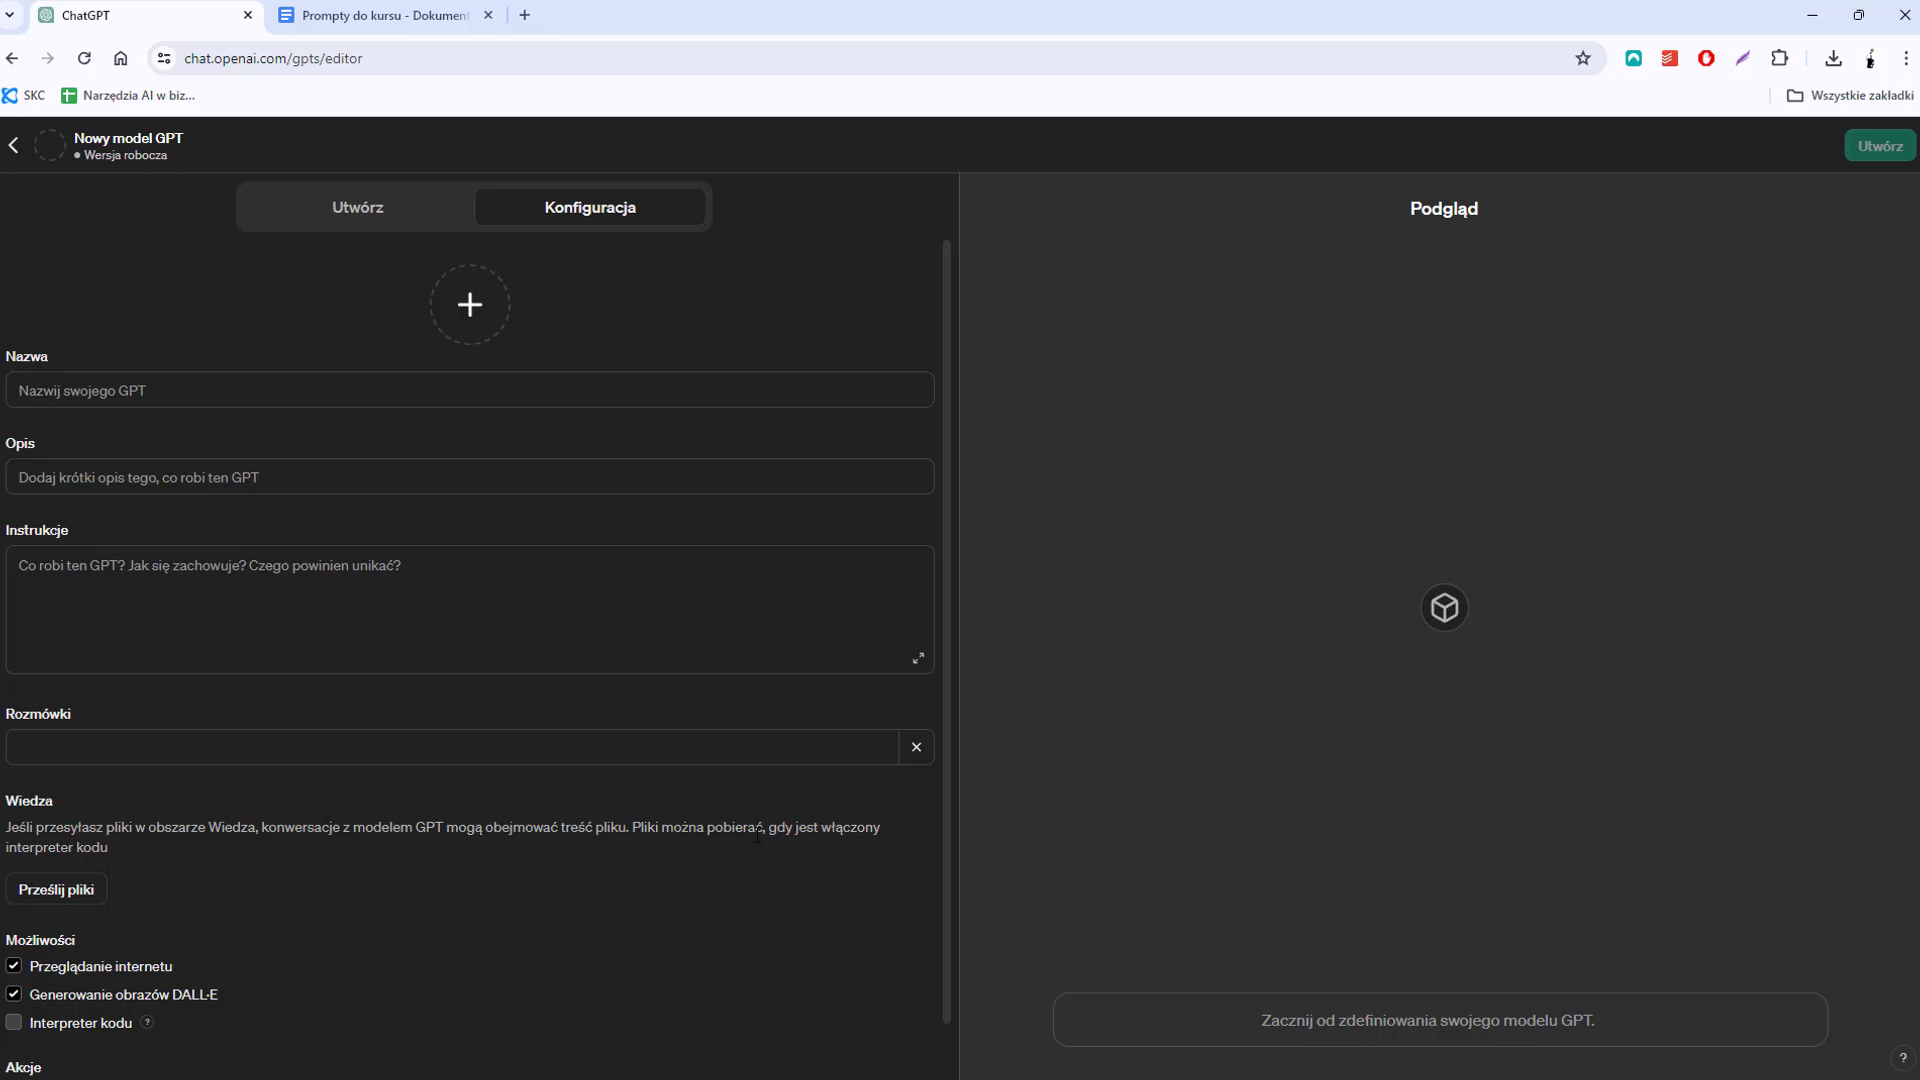 ChatGPT
Prompty do kursu - Dokument
chat.openai.com/gpts/editor
SKC
Narzędzia AI w biz...
Wszystkie zakładki
Nowy model GPT
Wersja robocza
Utwórz
Utwórz
Konfiguracja
Podgląd
Nazwa
Nazwij swojego GPT
Opis
Dodaj krótki opis tego, co robi ten GPT
Instrukcje
Co robi ten GPT? Jak się zachowuje? Czego powinien unikać?
Rozmówki
Wiedza
Jeśli przesyłasz pliki w obszarze Wiedza, konwersacje z modelem GPT mogą obejmować treść pliku. Pliki można pobierać, gdy jest włączony
interpreter kodu
Prześlij pliki
Możliwości
Przeglądanie internetu
Generowanie obrazów DALL·E
Interpreter kodu ?
Zacznij od zdefiniowania swojego modelu GPT.
?
Akcje